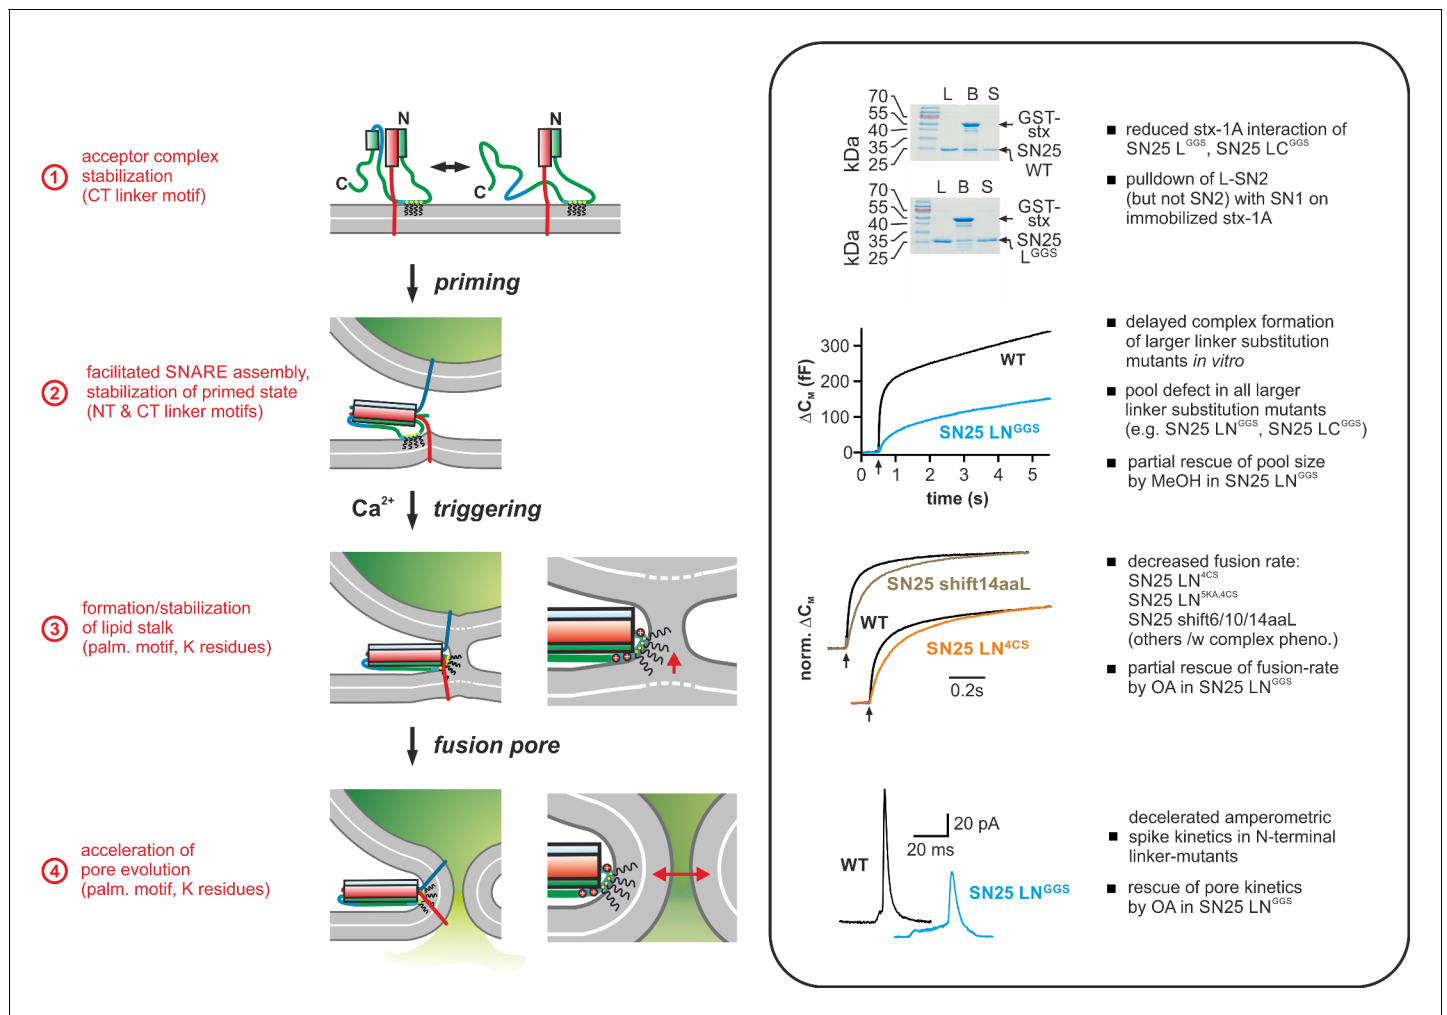 1
acceptor complex
stabilization
(CT linker motif)
N
N
C
C
priming
2
facilitated SNARE assembly,
stabilization of primed state
(NT & CT linker motifs)
Ca2+
triggering
3
formation/stabilization
of lipid stalk
(palm. motif, K residues)
fusion pore
4
acceleration of
pore evolution
(palm. motif, K residues)
L B S
70
55
40
35
25
kDa
GST-
stx
SN25
WT
L B S
70
55
40
35
25
kDa
GST-
stx
SN25
LGGS
■ reduced stx-1A interaction of
SN25 LGGS, SN25 LCGGS
■ pulldown of L-SN2
(but not SN2) with SN1 on
immobilized stx-1A
ΔCM (fF)
300
200
100
0
WT
SN25 LNGGS
0 1 2 3 4 5
time (s)
■ delayed complex formation
of larger linker substitution
mutants in vitro
■ pool defect in all larger
linker substitution mutants
(e.g. SN25 LNGGS, SN25 LCGGS)
■ partial rescue of pool size
by MeOH in SN25 LNGGS
norm. ΔCM
SN25 shift14aaL
WT
SN25 LN4CS
0.2s
■ decreased fusion rate:
SN25 LN4CS
SN25 LN5KA,4CS
SN25 shift6/10/14aaL
(others /w complex pheno.)
■ partial rescue of fusion-rate
by OA in SN25 LNGGS
WT
20 pA
20 ms
SN25 LNGGS
■ decelerated amperometric
spike kinetics in N-terminal
linker-mutants
■ rescue of pore kinetics
by OA in SN25 LNGGS